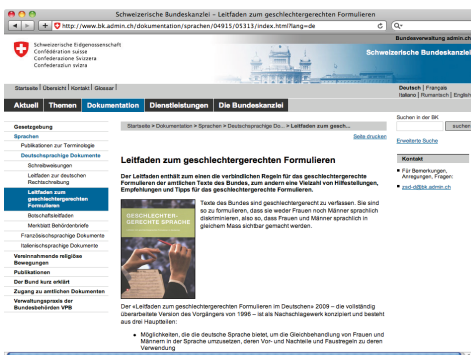 Schweizerische Bundeskanzlei – Leitfaden zum geschlechtergerechten Formulieren
http://www.bk.admin.ch/dokumentation/sprachen/04915/05313/index.html?lang=de
Bundesverwaltung admin.ch
Schweizerische Eidgenossenschaft
Confédération suisse
Confederazione Svizzera
Confederaziun svizra
Schweizerische Bundeskanzlei
Startseite | Übersicht | Kontakt | Glossar |
Deutsch | Français
Italiano | Rumantsch | English
Aktuell Themen Dokumentation Dienstleistungen Die Bundeskanzlei
Gesetzgebung
Sprachen
Publikationen zur Terminologie
Deutschsprachige Dokumente
Schreibweisungen
Leitfaden zur deutschen
Rechtschreibung
Leitfaden zum
geschlechtergerechten
Formulieren
Botschaftsleitfaden
Merkblatt Behördenbriefe
Französischsprachige Dokumente
Italienischsprachige Dokumente
Vereinnahmende religiöse
Bewegungen
Publikationen
Der Bund kurz erklärt
Zugang zu amtlichen Dokumenten
Verwaltungspraxis der
Bundesbehörden VPB
Startseite > Dokumentation > Sprachen > Deutschsprachige Do... > Leitfaden zum gesch...
Seite drucken
Leitfaden zum geschlechtergerechten Formulieren
Der Leitfaden enthält zum einen die verbindlichen Regeln für das geschlechtergerechte
Formulieren der amtlichen Texte des Bundes, zum andern eine Vielzahl von Hilfestellungen,
Empfehlungen und Tipps für das geschlechtergerechte Formulieren.
GESCHLECHTER-
GERECHTE SPRACHE
Texte des Bundes sind geschlechtergerecht zu verfassen. Sie sind
so zu formulieren, dass sie weder Frauen noch Männer sprachlich
diskriminieren, also so, dass Frauen und Männer sprachlich in
gleichem Mass sichtbar gemacht werden.
Der «Leitfaden zum geschlechtergerechten Formulieren im Deutschen» 2009 – die vollständig
überarbeitete Version des Vorgängers von 1996 – ist als Nachschlagewerk konzipiert und besteht
aus drei Hauptteilen:
Möglichkeiten, die die deutsche Sprache bietet, um die Gleichbehandlung von Frauen und
Männern in der Sprache umzusetzen, deren Vor- und Nachteile und Faustregeln zu deren
Verwendung
Suchen in der BK
suchen
Erweiterte Suche
Kontakt
Für Bemerkungen,
Anregungen, Fragen:
zsd-d@bk.admin.ch